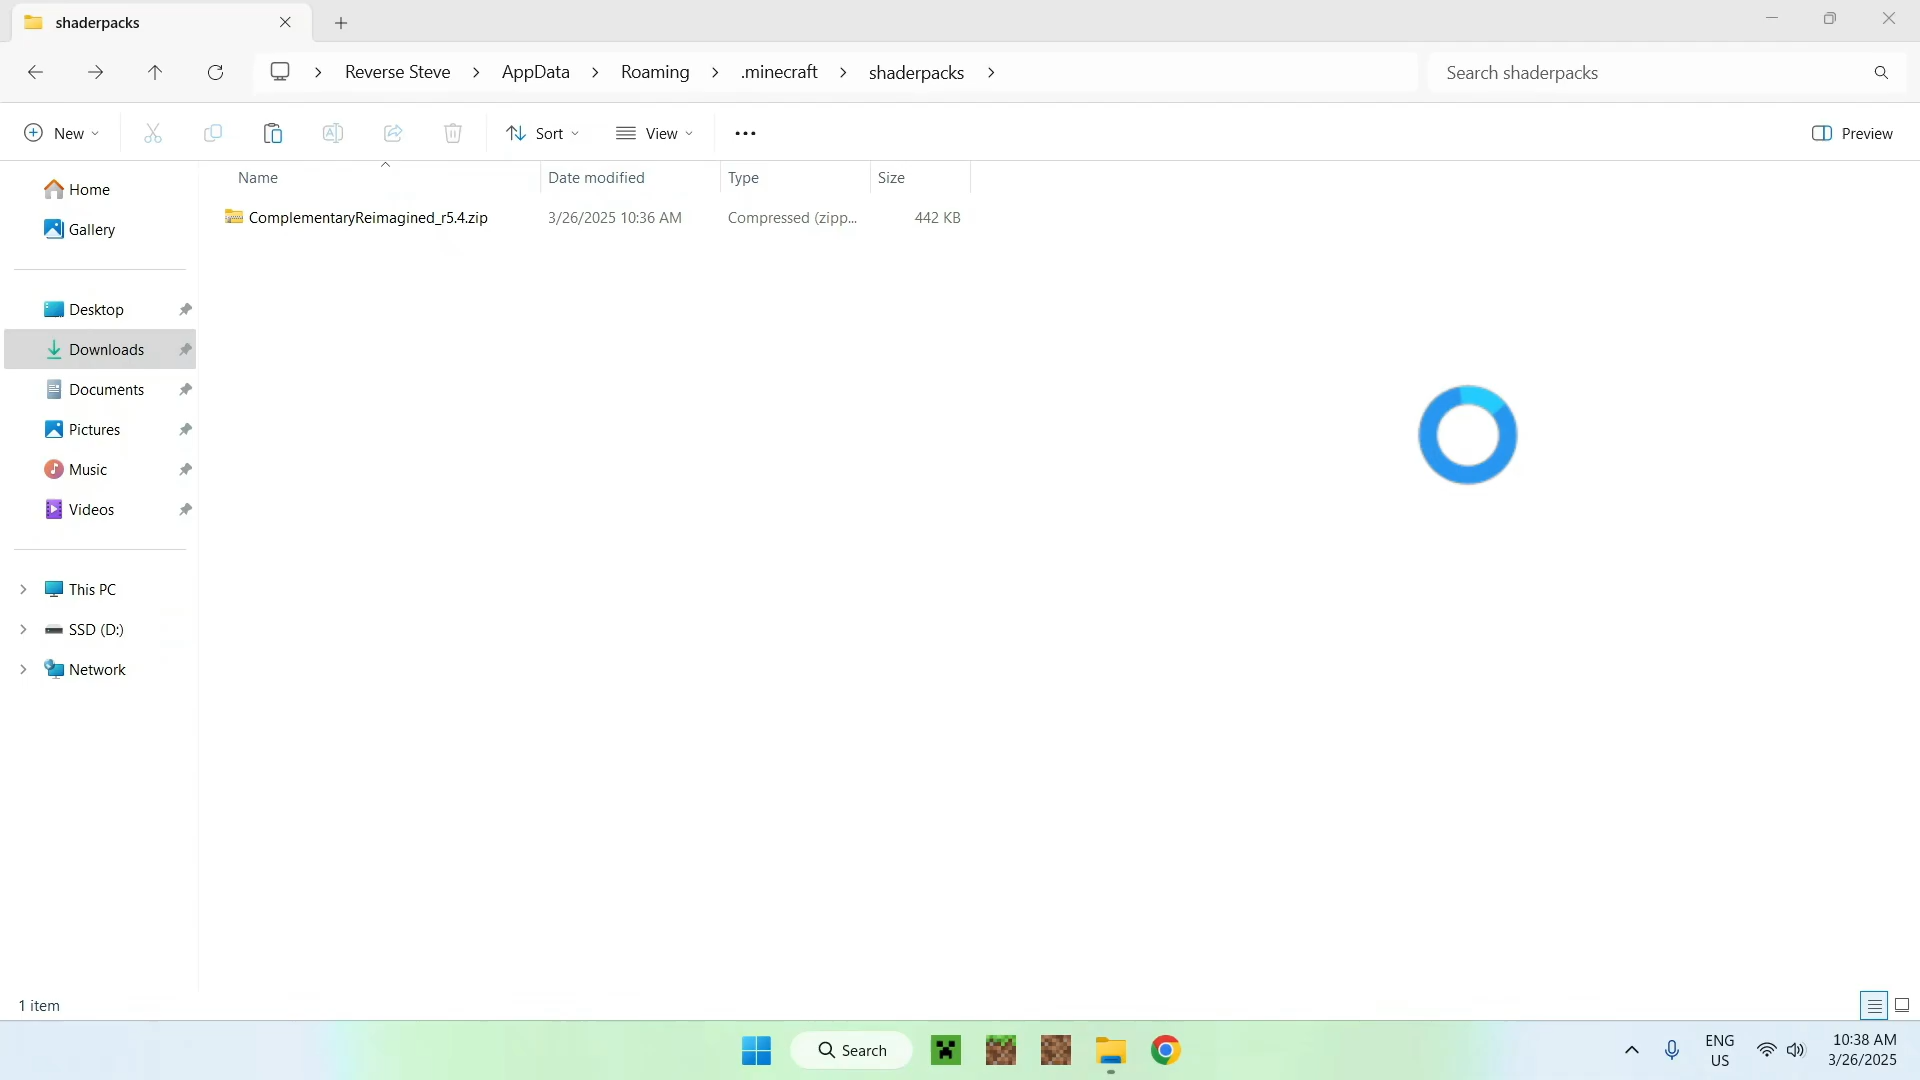 shaderpacks
Reverse Steve
AppData
Roaming
.minecraft
shaderpacks
Search shaderpacks
New
Sort
View
Preview
Home
Gallery
Desktop
Downloads
Documents
Pictures
Music
Videos
This PC
SSD (D:)
Network
Name
Date modified
Type
Size
ComplementaryReimagined_r5.4.zip
3/26/2025 10:36 AM
Compressed (zipp...
442 KB
1 item
Search
ENG
US
10:38 AM
3/26/2025